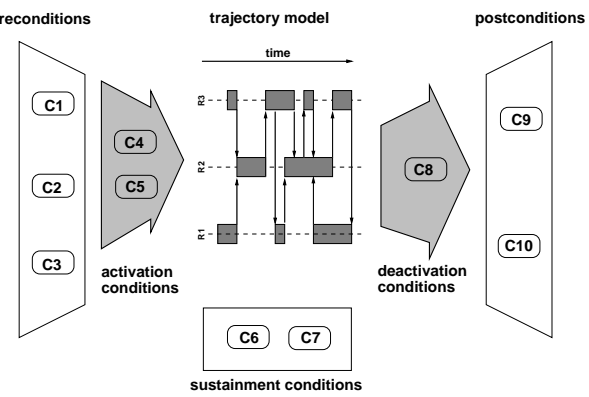 reconditions
trajectory model
postconditions
time
C1
C2
C3
C4
C5
R3
R2
R1
C8
C9
C10
activation
conditions
deactivation
conditions
C6
C7
sustainment conditions